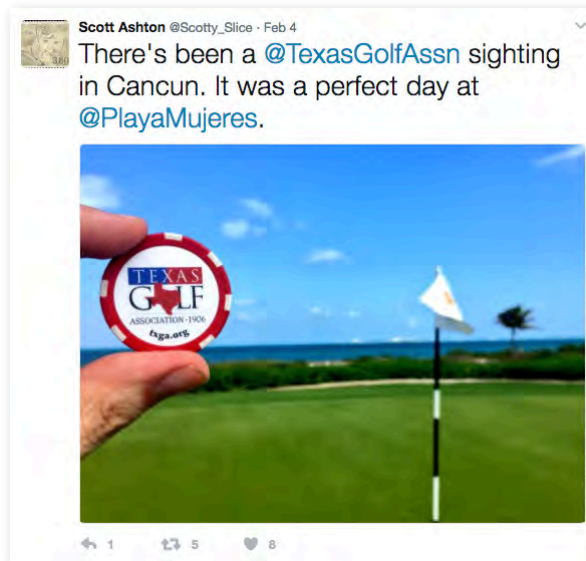 Scott Ashton @Scotty_Slice · Feb 4
There's been a @TexasGolfAssn sighting
in Cancun. It was a perfect day at
@PlayaMujeres.
TEXAS
GOLF
ASSOCIATION · 1906
txga.org
1 5 8